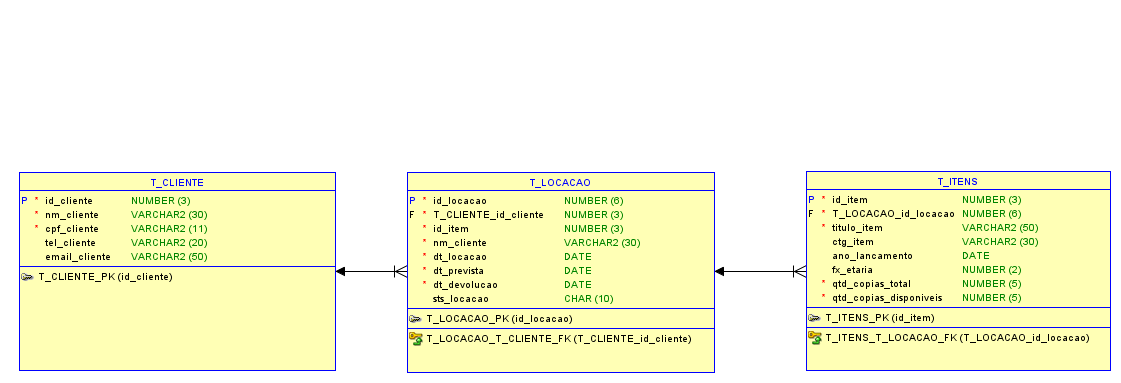 T_CLIENTE
P * id_cliente NUMBER (3)
* nm_cliente VARCHAR2 (30)
* cpf_cliente VARCHAR2 (11)
tel_cliente VARCHAR2 (20)
email_cliente VARCHAR2 (50)
T_CLIENTE_PK (id_cliente)
T_LOCACAO
P * id_locacao NUMBER (6)
F * T_CLIENTE_id_cliente NUMBER (3)
* id_item NUMBER (3)
* nm_cliente VARCHAR2 (30)
* dt_locacao DATE
* dt_prevista DATE
* dt_devolucao DATE
sts_locacao CHAR (10)
T_LOCACAO_PK (id_locacao)
T_LOCACAO_T_CLIENTE_FK (T_CLIENTE_id_cliente)
T_ITENS
P * id_item NUMBER (3)
F * T_LOCACAO_id_locacao NUMBER (6)
* titulo_item VARCHAR2 (50)
ctg_item VARCHAR2 (30)
ano_lancamento DATE
fx_etaria NUMBER (2)
* qtd_copias_total NUMBER (5)
* qtd_copias_disponiveis NUMBER (5)
T_ITENS_PK (id_item)
T_ITENS_T_LOCACAO_FK (T_LOCACAO_id_locacao)